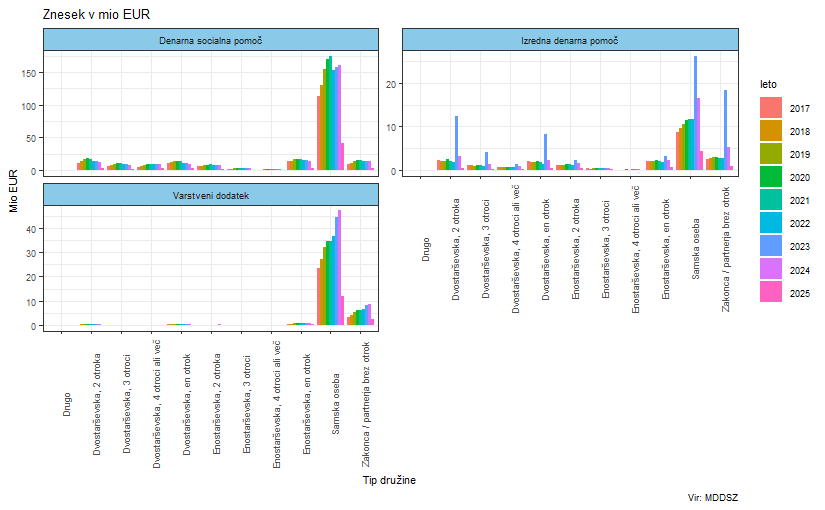 Znesek v mio EUR
Denarna socialna pomoč
Izredna denarna pomoč
150
100
50
0
20
10
0
Varstveni dodatek
40
30
20
10
0
Mio EUR
Drugo
Dvostarševska, 2 otroka
Dvostarševska, 3 otroci
Dvostarševska, 4 otroci ali več
Dvostarševska, en otrok
Enostarševska, 2 otroka
Enostarševska, 3 otroci
Enostarševska, 4 otroci ali več
Enostarševska, en otrok
Samska oseba
Zakonca / partnerja brez otrok
Drugo
Dvostarševska, 2 otroka
Dvostarševska, 3 otroci
Dvostarševska, 4 otroci ali več
Dvostarševska, en otrok
Enostarševska, 2 otroka
Enostarševska, 3 otroci
Enostarševska, 4 otroci ali več
Enostarševska, en otrok
Samska oseba
Zakonca / partnerja brez otrok
Tip družine
leto
2017
2018
2019
2020
2021
2022
2023
2024
2025
Vir: MDDSZ